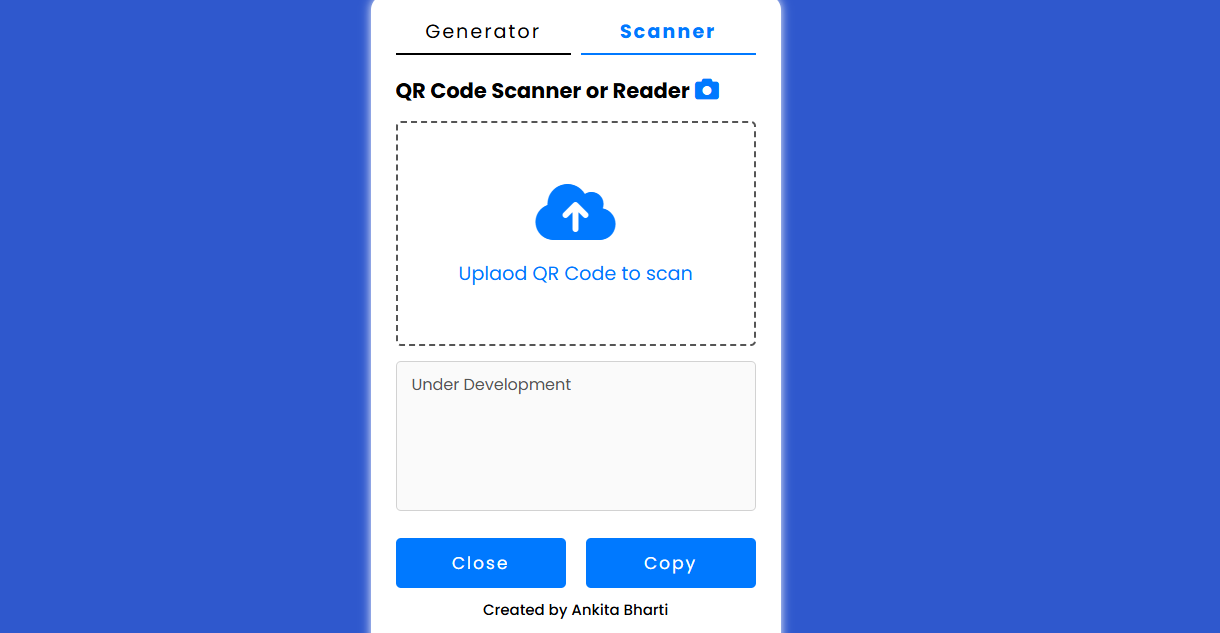 Generator
Scanner
QR Code Scanner or Reader
Uplaod QR Code to scan
Under Development
Close
Copy
Created by Ankita Bharti